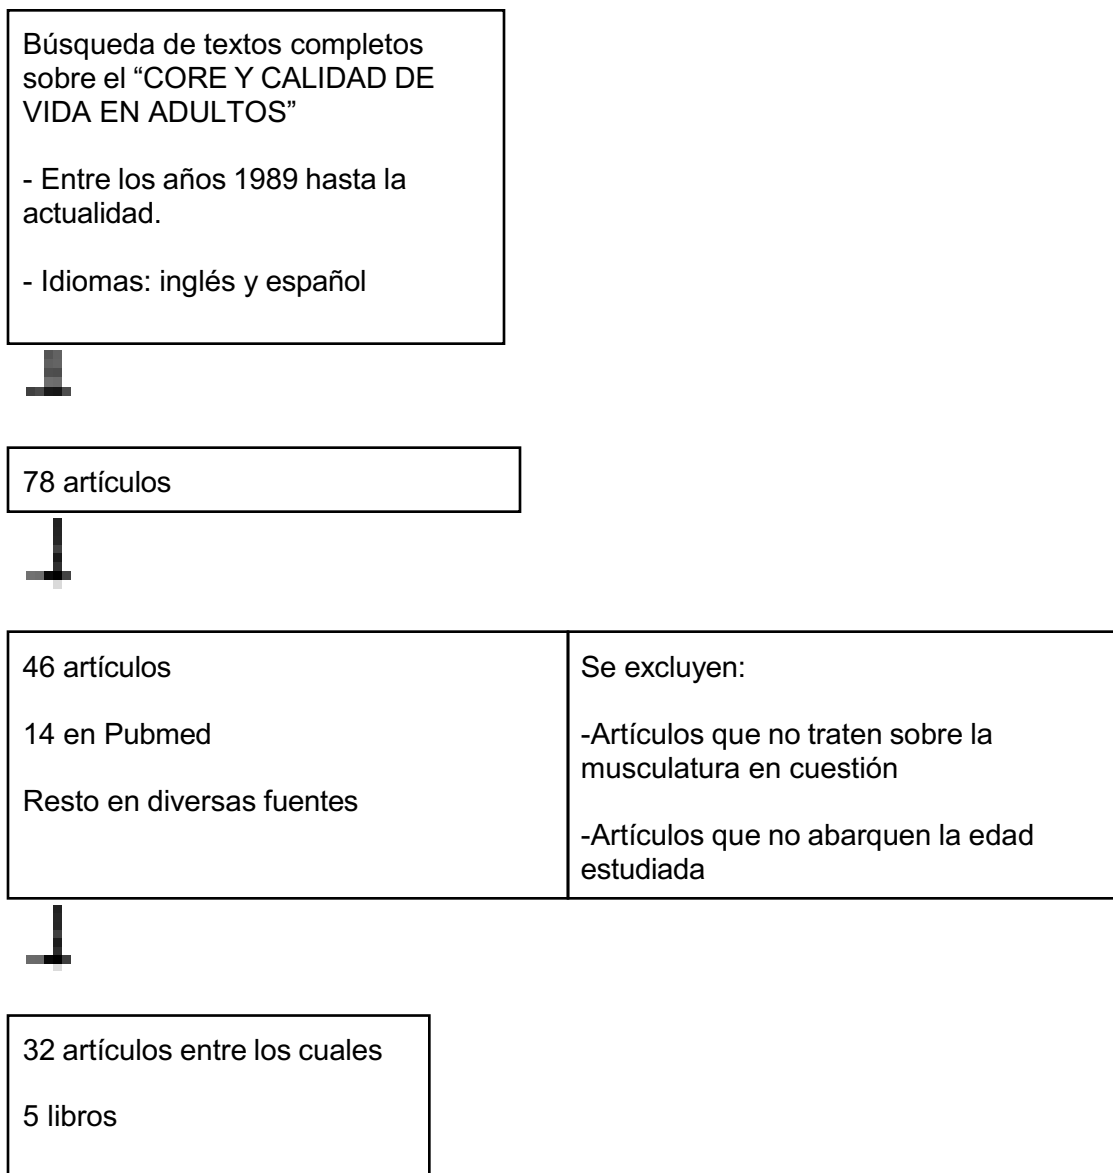 Búsqueda de textos completos
sobre el “CORE Y CALIDAD DE
VIDA EN ADULTOS”
- Entre los años 1989 hasta la
actualidad.
- Idiomas: inglés y español
78 artículos
46 artículos
14 en Pubmed
Resto en diversas fuentes
Se excluyen:
-Artículos que no traten sobre la
musculatura en cuestión
-Artículos que no abarquen la edad
estudiada
32 artículos entre los cuales
5 libros